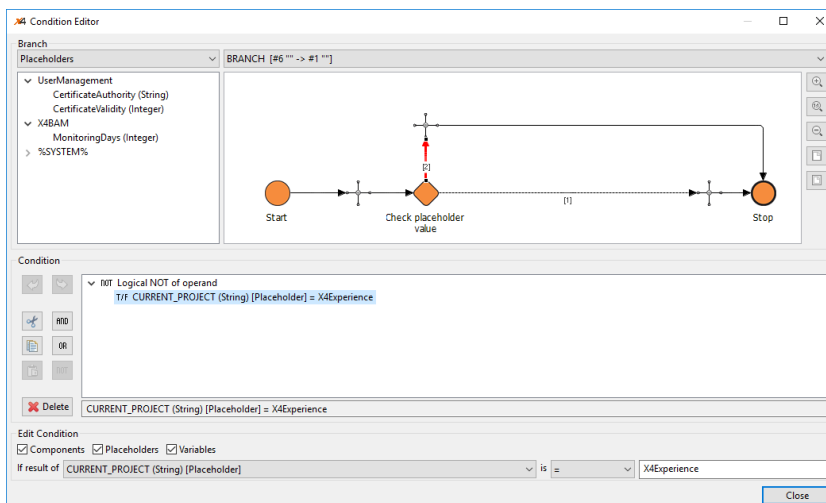 X4 Condition Editor
Branch
Placeholders
BRANCH [#6 "" -> #1 ""]
UserManagement
CertificateAuthority (String)
CertificateValidity (Integer)
X4BAM
MonitoringDays (Integer)
%SYSTEM%
[2]
[1]
Start
Check placeholder
value
Stop
Condition
NOT Logical NOT of operand
T/F CURRENT_PROJECT (String) [Placeholder] = X4Experience
AND
OR
NOT
Delete
CURRENT_PROJECT (String) [Placeholder] = X4Experience
Edit Condition
Components Placeholders Variables
If result of CURRENT_PROJECT (String) [Placeholder] is = X4Experience
Close